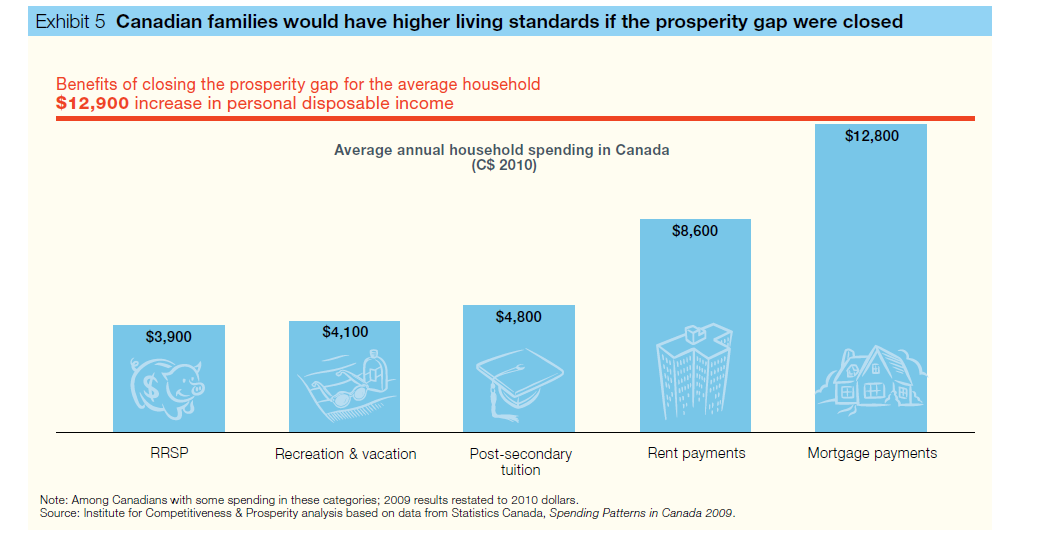 Exhibit 5 Canadian families would have higher living standards if the prosperity gap were closed
Benefits of closing the prosperity gap for the average household
$12,900 increase in personal disposable income
Average annual household spending in Canada
(C$ 2010)
$3,900
$4,100
$4,800
$8,600
$12,800
$
RRSP
Recreation & vacation
Post-secondary
tuition
Rent payments
Mortgage payments
Note: Among Canadians with some spending in these categories; 2009 results restated to 2010 dollars.
Source: Institute for Competitiveness & Prosperity analysis based on data from Statistics Canada, Spending Patterns in Canada 2009.